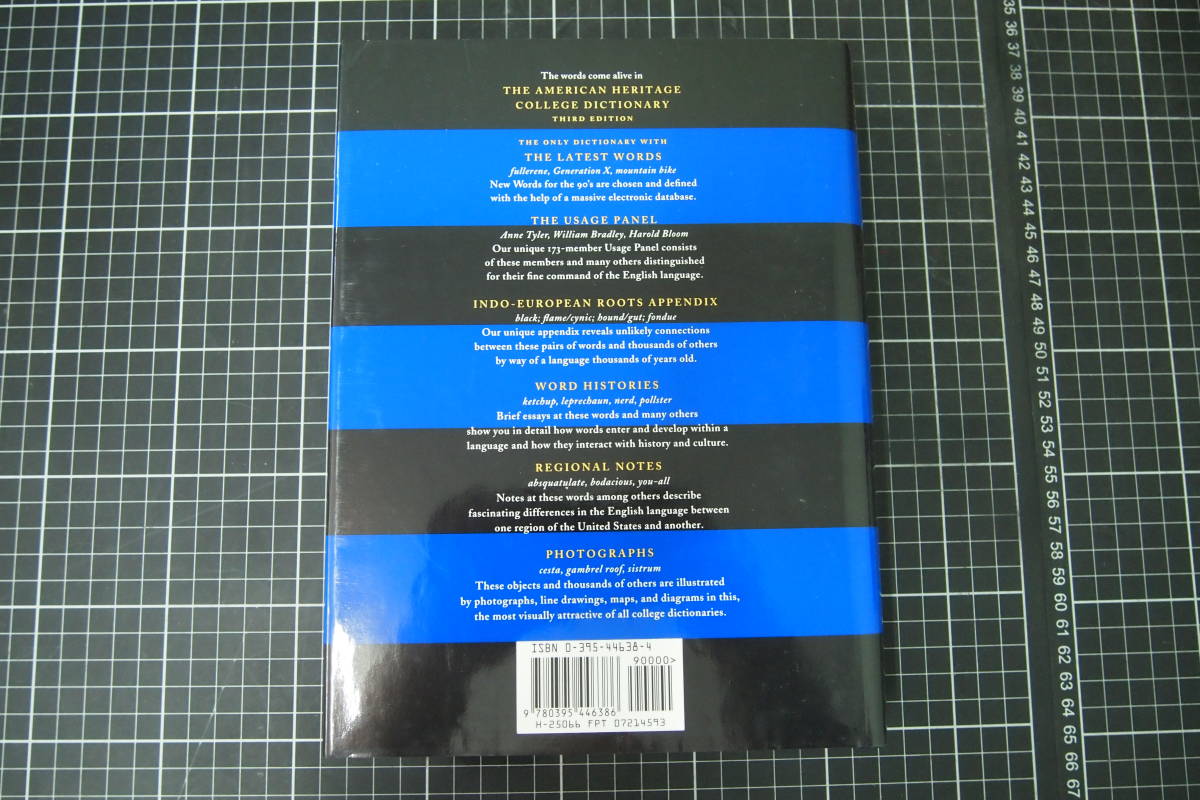 The words come alive in
THE AMERICAN HERITAGE
COLLEGE DICTIONARY
THIRD EDITION
THE ONLY DICTIONARY WITH
THE LATEST WORDS
fullerene, Generation X, mountain bike
New Words for the 90's are chosen and defined
with the help of a massive electronic database.
THE USAGE PANEL
Anne Tyler, William Bradley, Harold Bloom
Our unique 173-member Usage Panel consists
of these members and many others distinguished
for their fine command of the English language.
INDO-EUROPEAN ROOTS APPENDIX
black; flame/cynic; hound/gut; fondue
Our unique appendix reveals unlikely connections
between these pairs of words and thousands of others
by way of a language thousands of years old.
WORD HISTORIES
ketchup, leprechaun, nerd, pollster
Brief essays at these words and many others
show you in detail how words enter and develop within a
language and how they interact with history and culture.
REGIONAL NOTES
absquatulate, bodacious, you-all
Notes at these words among others describe
fascinating differences in the English language between
one region of the United States and another.
PHOTOGRAPHS
cesta, gambrel roof, sistrum
These objects and thousands of others are illustrated
by photographs, line drawings, maps, and diagrams in this,
the most visually attractive of all college dictionaries.
ISBN 0-395-44638-4
90000>
9 780395 446386
H-25066 FPT 07214593
35
36
37
38
39
40
41
42
43
44
45
46
47
48
49
50
51
52
53
54
55
56
57
58
59
60
61
62
63
64
65
66
67